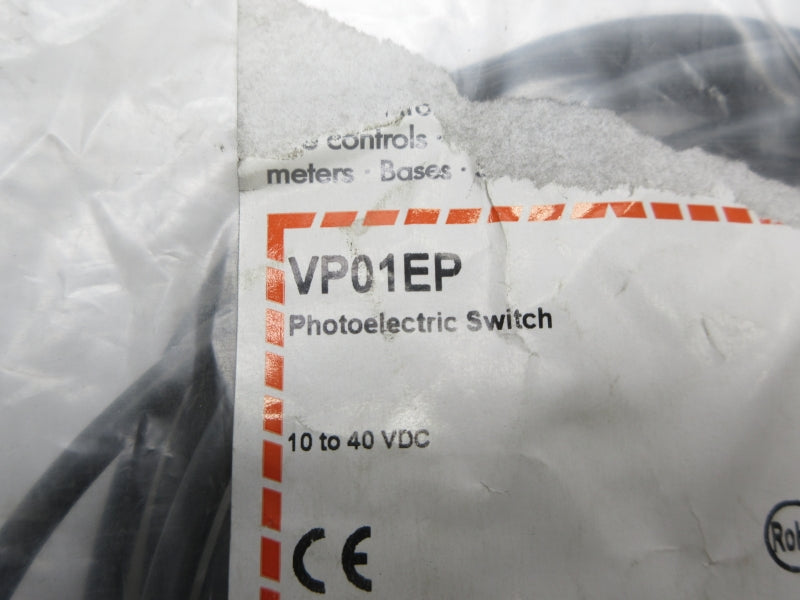 controls ·
meters · Bases ·
VP01EP
Photoelectric Switch
10 to 40 VDC
CE